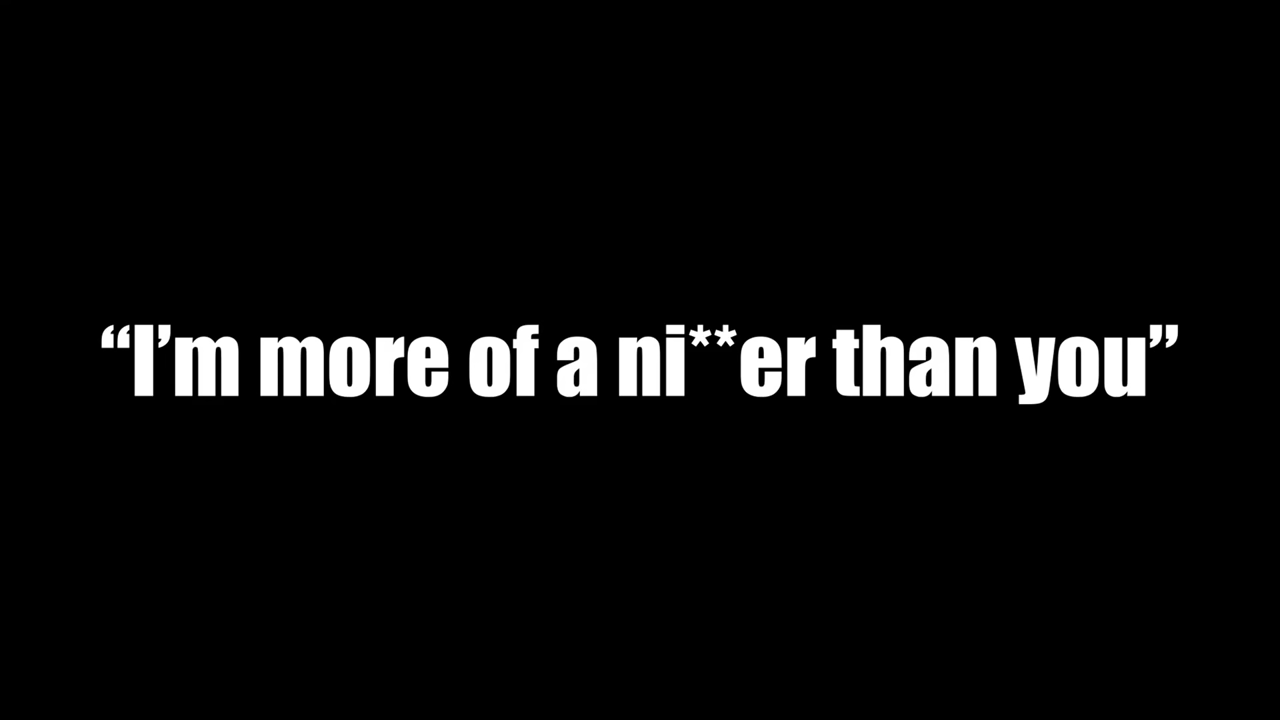 “I’m more of a ni**er than you”